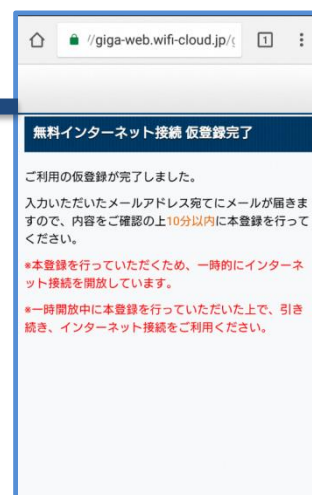 //giga-web.wifi-cloud.jp/g
1
無料インターネット接続 仮登録完了
ご利用の仮登録が完了しました。
入力いただいたメールアドレス宛てにメールが届きま
すので、内容をご確認の上10分以内に本登録を行って
ください。
※本登録を行っていただくため、一時的にインターネ
ット接続を開放しています。
※一時開放中に本登録を行っていただいた上で、引き
続き、インターネット接続をご利用ください。